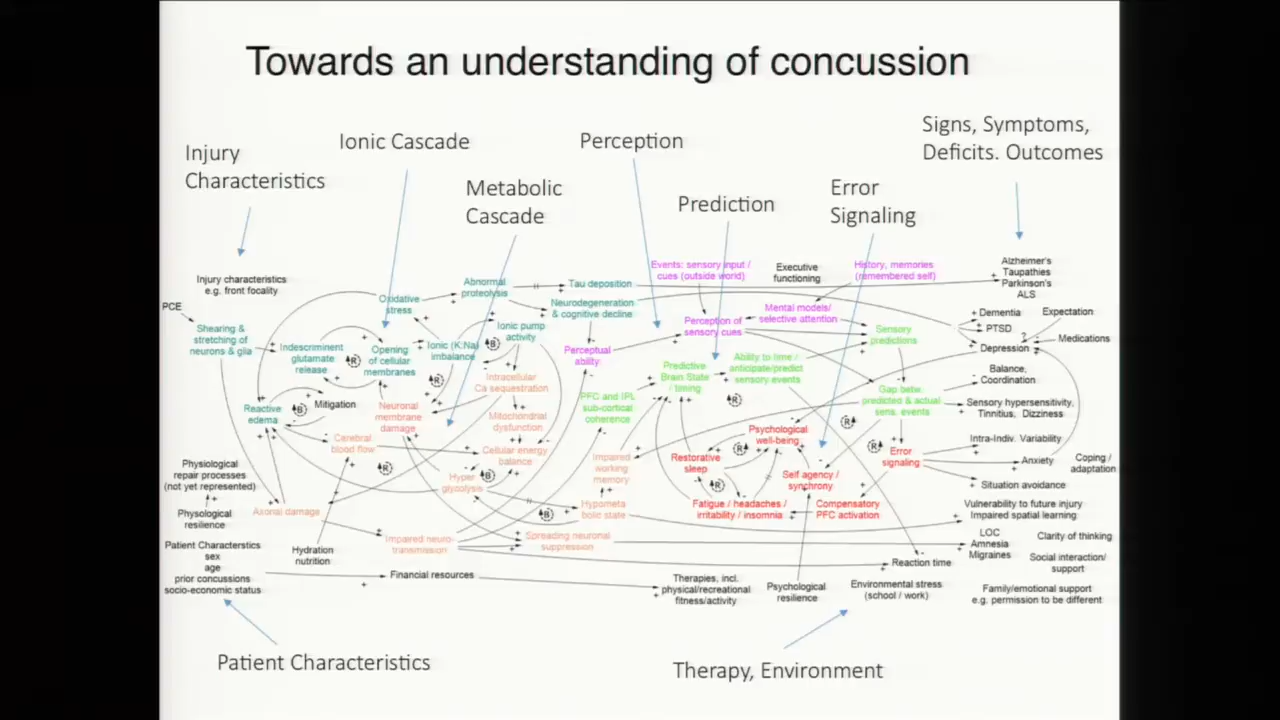 Towards an understanding of concussion
Injury
Characteristics
Ionic Cascade
Metabolic
Cascade
Perception
Prediction
Error
Signaling
Signs, Symptoms,
Deficits. Outcomes
Injury characteristics
e.g. front focality
PCE
Shearing &
stretching of
neurons & glia
Indescriminent
glutamate
release
Oxidative
stress
Opening
of cellular
membranes
Ionic (K.Na)
imbalance
Abnormal
proteolysis
Ionic pump
activity
Tau deposition
Neurodegeneration
& cognitive decline
Perceptual
ability
Intracellular
Ca sequestration
Mitochondrial
dysfunction
Cellular energy
balance
Neuronal
membrane
damage
Mitigation
Reactive
edema
Cerebral
blood flow
Hyper
glycolysis
Hypometa
bolic state
Axonal damage
Impaired neuro-
transmission
Spreading neuronal
suppression
Physiological
repair processes
(not yet represented)
Physological
resilience
Patient Characterstics
sex
age
prior concussions
socio-economic status
Hydration
nutrition
Financial resources
Events: sensory input /
cues (outside world)
Executive
functioning
History, memories
(remembered self)
Perception of
sensory cues
Mental models/
selective attention
Sensory
predictions
Predictive
Brain State
/ timing
Ability to time /
anticipate/predict
sensory events
PFC and IPL
sub-cortical
coherence
Gap betw.
predicted & actual
sens. events
Impaired
working
memory
Restorative
sleep
Psychological
well-being
Self agency /
synchrony
Error
signaling
Fatigue / headaches /
irritability / insomnia
Compensatory
PFC activation
Therapies, incl.
physical/recreational
fitness/activity
Psychological
resilience
Environmental stress
(school / work)
Reaction time
Alzheimer's
Taupathies
Parkinson's
ALS
Dementia
PTSD
Depression
Expectation
Medications
Balance,
Coordination
Sensory hypersensitivity,
Tinnitius, Dizziness
Intra-Indiv. Variability
Anxiety
Coping /
adaptation
Situation avoidance
Vulnerability to future injury
Impaired spatial learning
LOC
Amnesia
Migraines
Clarity of thinking
Social interaction/
support
Family/emotional support
e.g. permission to be different
Patient Characteristics
Therapy, Environment